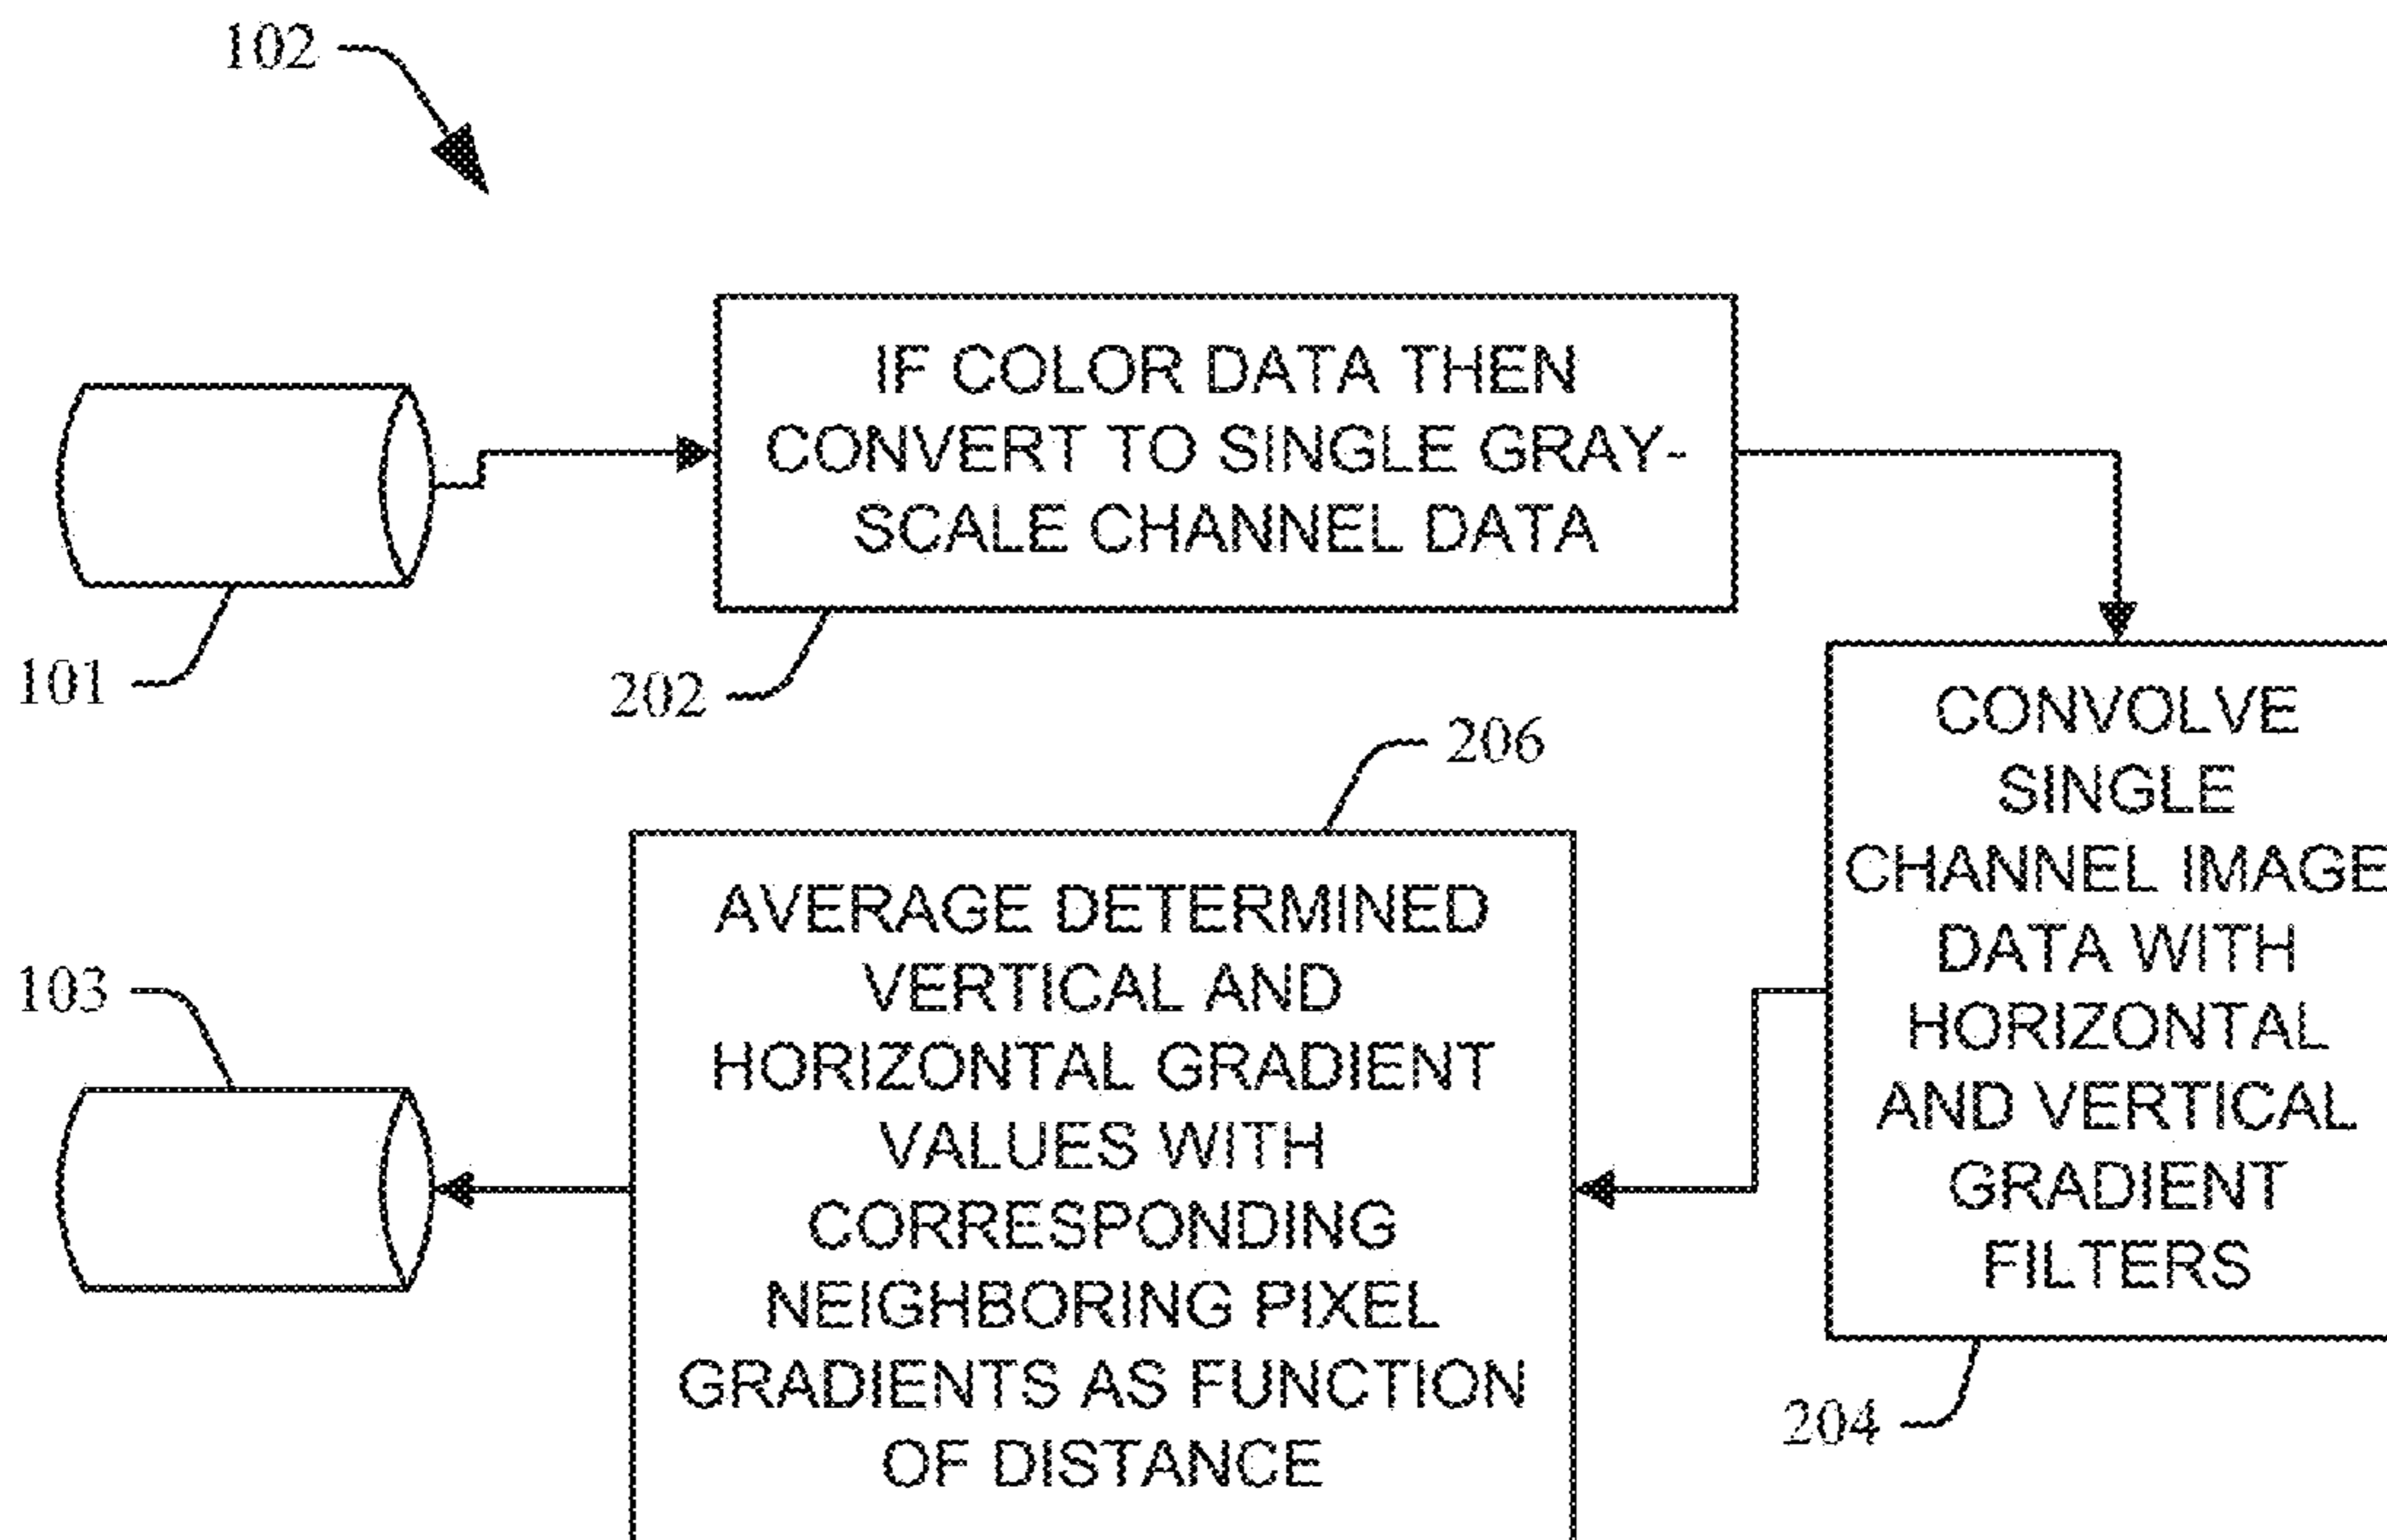 102
IF COLOR DATA THEN
CONVERT TO SINGLE GRAY-
SCALE CHANNEL DATA
101
202
206
CONVOLVE
SINGLE
CHANNEL IMAGE
DATA WITH
HORIZONTAL
AND VERTICAL
GRADIENT
FILTERS
204
AVERAGE DETERMINED
VERTICAL AND
HORIZONTAL GRADIENT
VALUES WITH
CORRESPONDING
NEIGHBORING PIXEL
GRADIENTS AS FUNCTION
OF DISTANCE
103